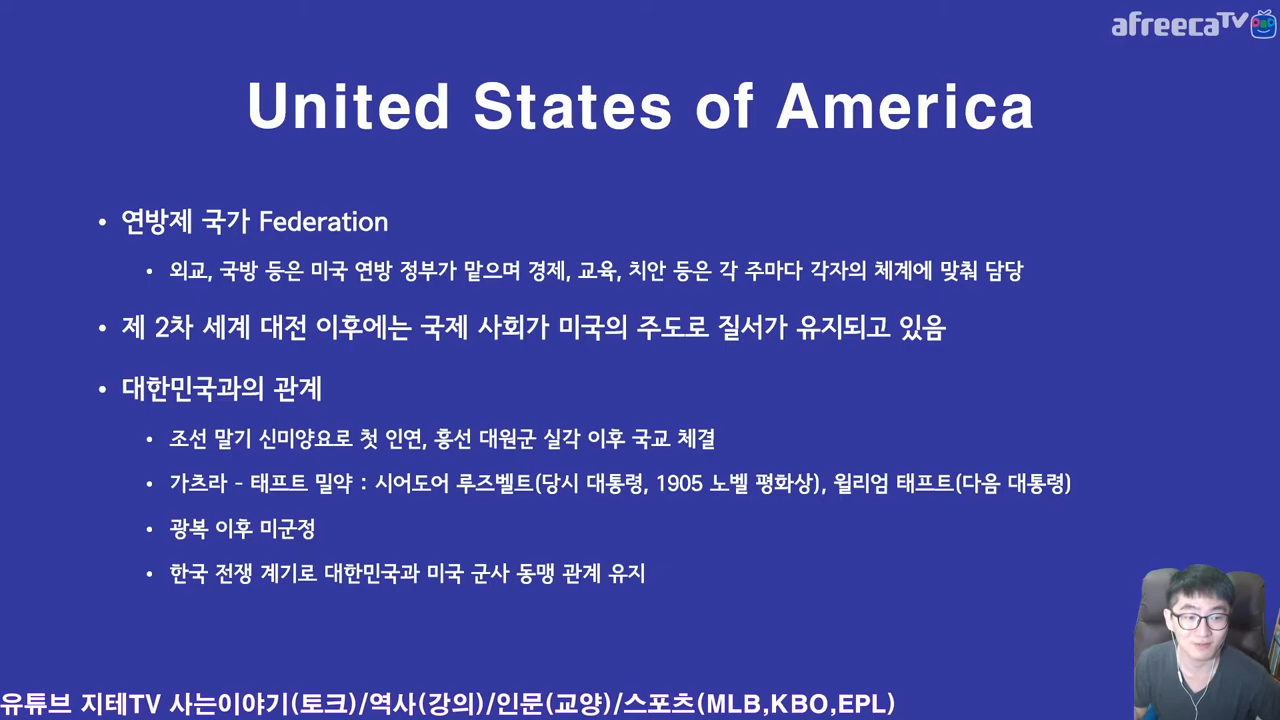 afreecaTV
United States of America
• 연방제 국가 Federation
• 외교, 국방 등은 미국 연방 정부가 맡으며 경제, 교육, 치안 등은 각 주마다 각자의 체계에 맞춰 담당
• 제 2차 세계 대전 이후에는 국제 사회가 미국의 주도로 질서가 유지되고 있음
• 대한민국과의 관계
• 조선 말기 신미양요로 첫 인연, 흥선 대원군 실각 이후 국교 체결
• 가츠라 - 태프트 밀약 : 시어도어 루즈벨트(당시 대통령, 1905 노벨 평화상), 윌리엄 태프트(다음 대통령)
• 광복 이후 미군정
• 한국 전쟁 계기로 대한민국과 미국 군사 동맹 관계 유지
유튜브 지테TV 사는이야기(토크)/역사(강의)/인문(교양)/스포츠(MLB,KBO,EPL)